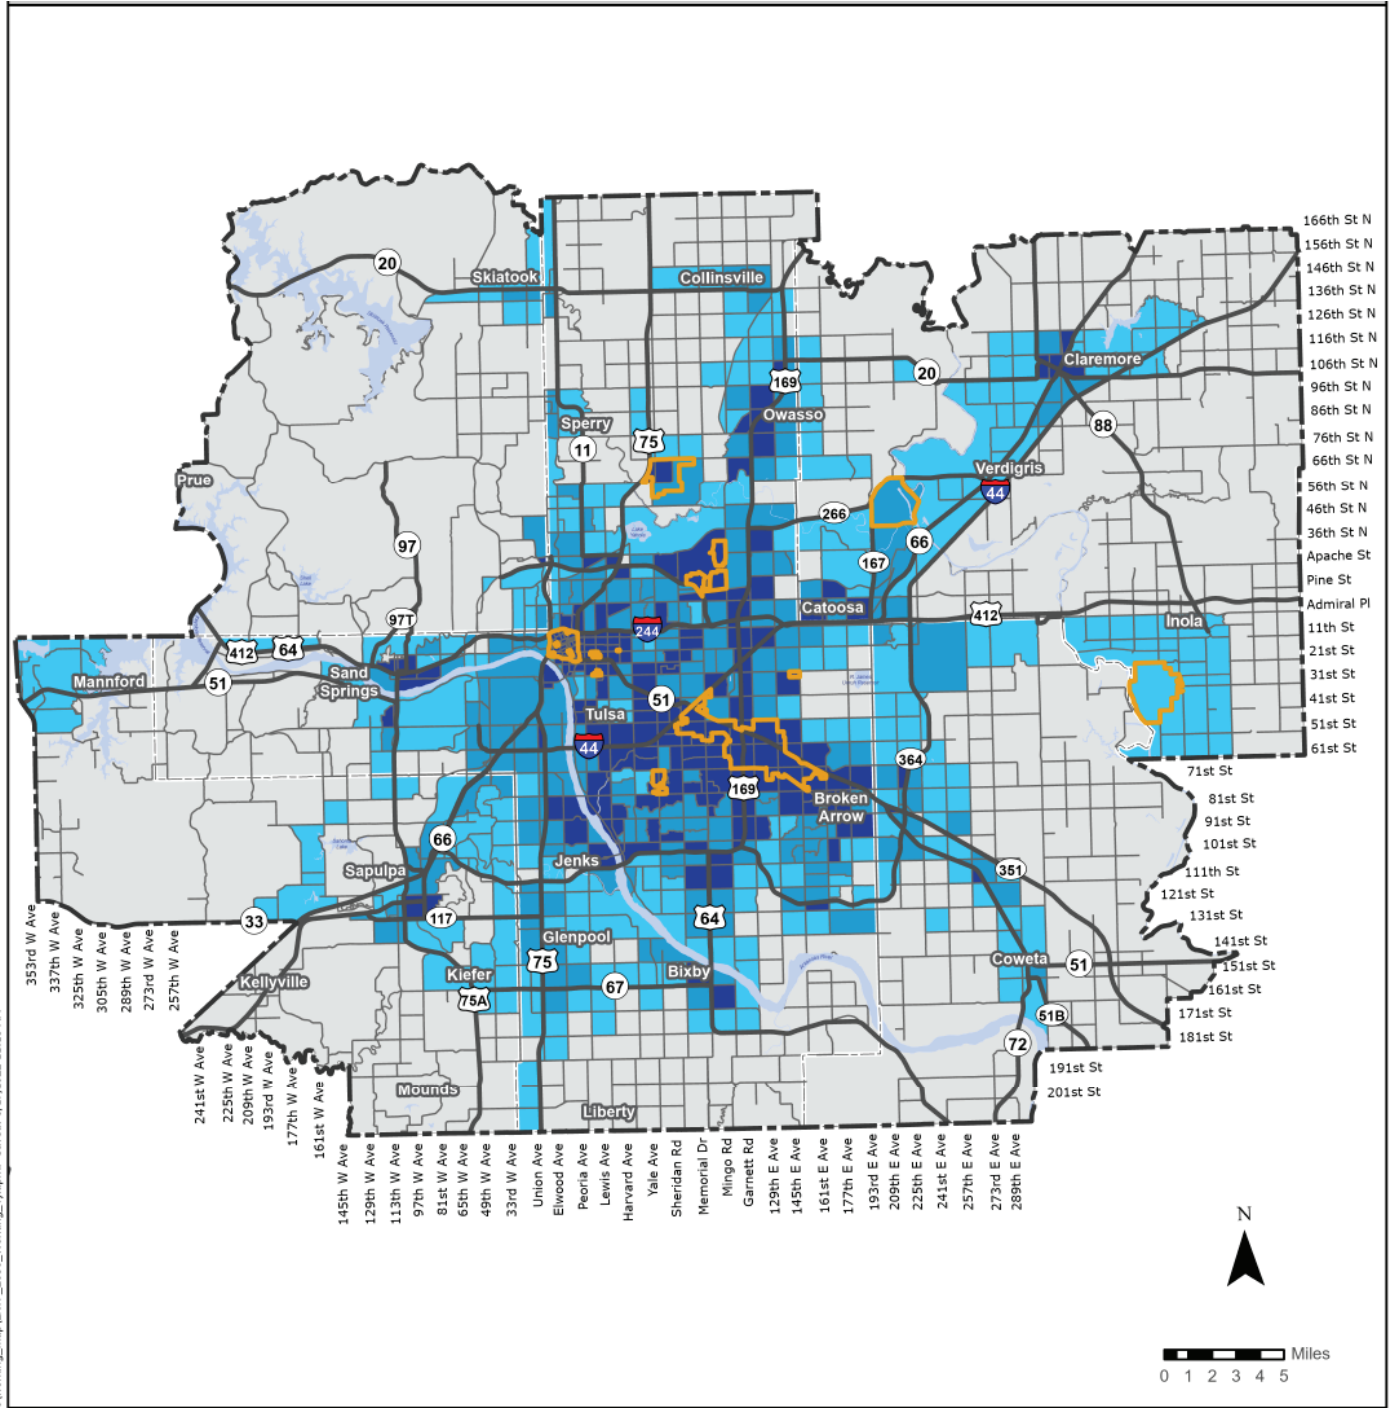 166th St N
156th St N
146th St N
136th St N
126th St N
116th St N
106th St N
96th St N
86th St N
76th St N
66th St N
56th St N
46th St N
36th St N
Apache St
Pine St
Admiral Pl
11th St
21st St
31st St
41st St
51st St
61st St
71st St
81st St
91st St
101st St
111th St
121st St
131st St
141st St
151st St
161st St
171st St
181st St
191st St
201st St
20
Skiatook
Collinsville
Claremore
20
169
Owasso
Sperry
88
11
75
Verdigris
Prue
44
266
66
97
167
Catoosa
97T
412
Inola
244
412
64
Sand
Springs
Mannford
51
51
Tulsa
44
364
169
Broken
Arrow
66
Jenks
Sapulpa
351
33
117
64
Glenpool
Coweta
51
75
Bixby
Kiefer
Kellyville
67
75A
51B
72
Mounds
Liberty
353rd W Ave
337th W Ave
325th W Ave
305th W Ave
289th W Ave
273rd W Ave
257th W Ave
241st W Ave
225th W Ave
209th W Ave
193rd W Ave
177th W Ave
161st W Ave
145th W Ave
129th W Ave
113th W Ave
97th W Ave
81st W Ave
65th W Ave
49th W Ave
33rd W Ave
Union Ave
Elwood Ave
Peoria Ave
Lewis Ave
Harvard Ave
Yale Ave
Sheridan Rd
Memorial Dr
Mingo Rd
Garnett Rd
129th E Ave
145th E Ave
161st E Ave
177th E Ave
193rd E Ave
209th E Ave
225th E Ave
241st E Ave
257th E Ave
273rd E Ave
289th E Ave
N
Miles
0 1 2 3 4 5